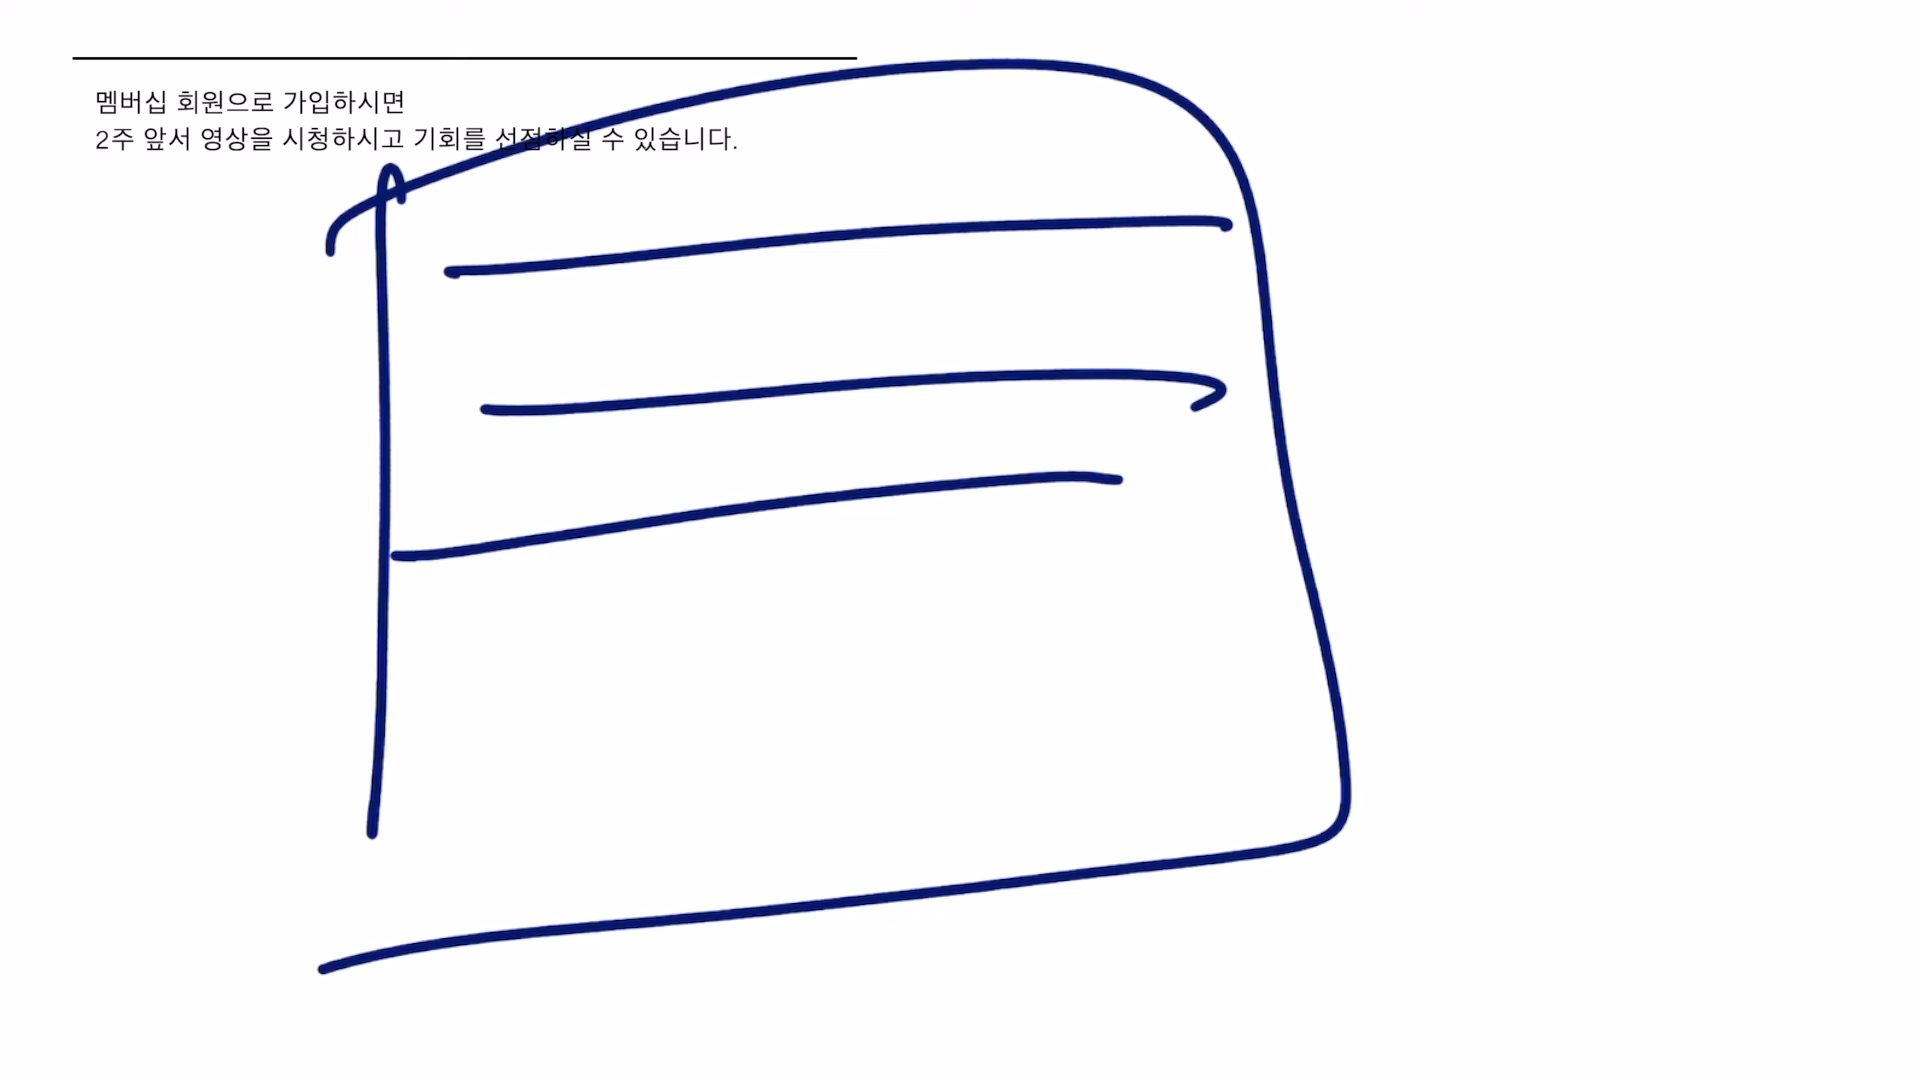 멤버십 회원으로 가입하시면
2주 앞서 영상을 시청하시고 기회를 선점하실 수 있습니다.